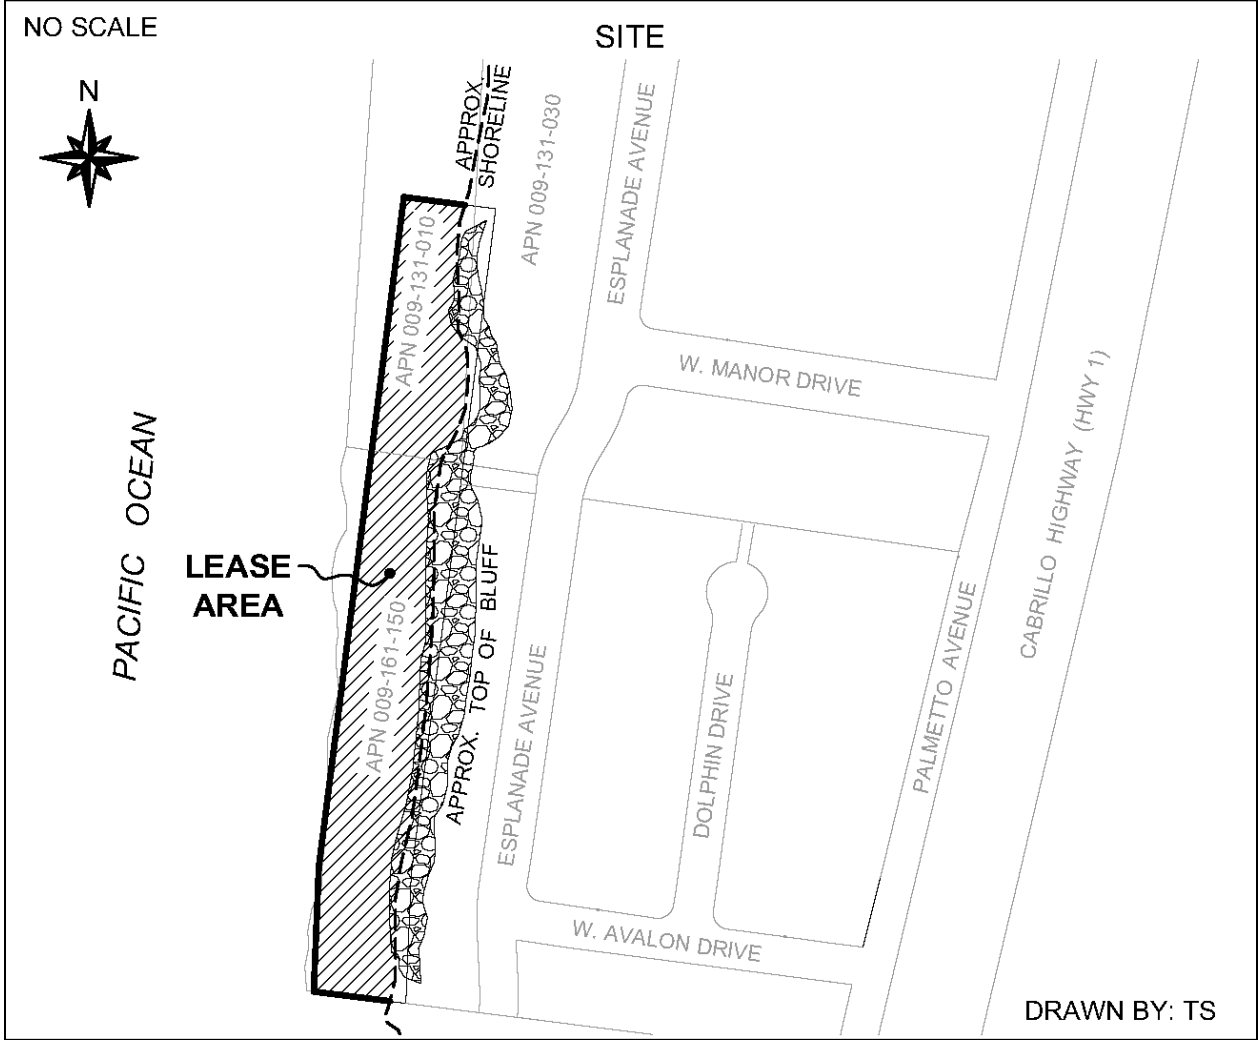 NO SCALE
SITE
N
APPROX.
SHORELINE
APN 009-131-030
ESPLANADE AVENUE
APN 009-131-010
W. MANOR DRIVE
CABRILLO HIGHWAY (HWY 1)
PACIFIC OCEAN
LEASE
AREA
APN 009-161-150
APPROX. TOP OF BLUFF
ESPLANADE AVENUE
DOLPHIN DRIVE
PALMETTO AVENUE
W. AVALON DRIVE
DRAWN BY: TS